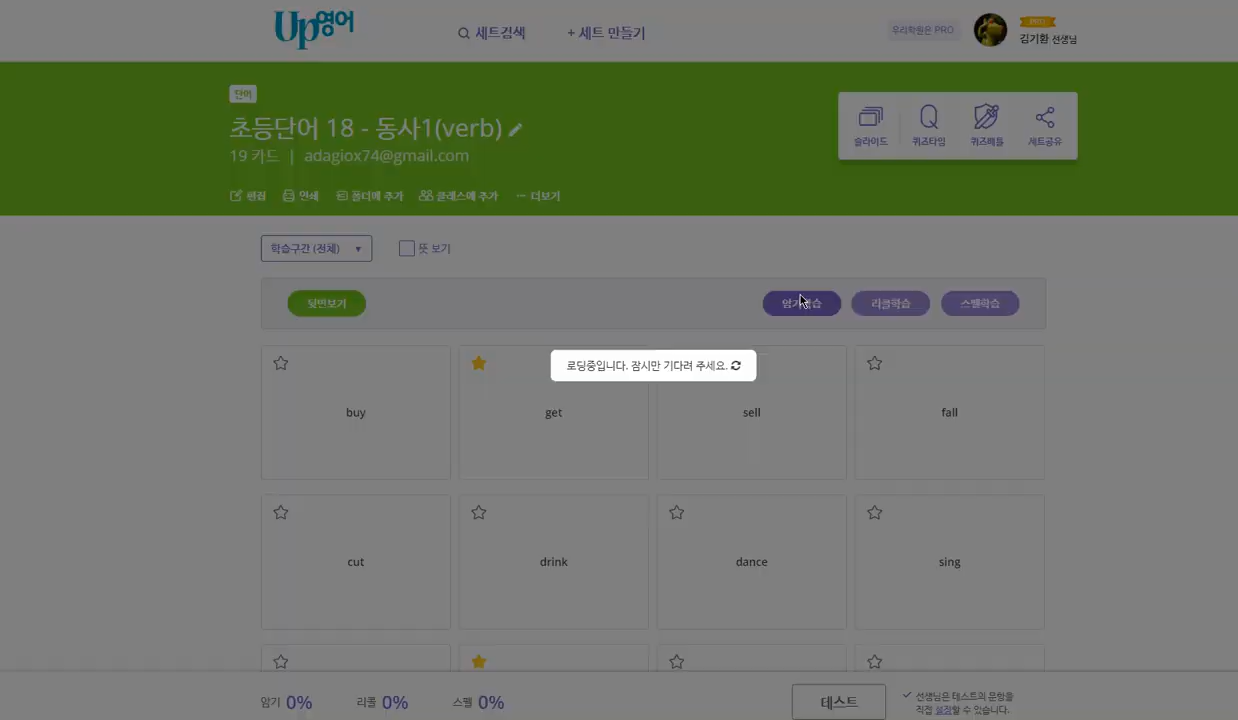 Up영어
세트검색
+ 세트 만들기
우리학원은 PRO
PRO
김기환 선생님
단어
초등단어 18 - 동사1(verb)
19 카드 | adagiox74@gmail.com
편집
인쇄
폴더에 추가
클래스에 추가
더보기
슬라이드
퀴즈타임
퀴즈배틀
세트공유
학습구간 (전체)
뜻 보기
뒷면보기
암기학습
리콜학습
스펠학습
로딩중입니다. 잠시만 기다려 주세요.
buy
get
sell
fall
cut
drink
dance
sing
암기 0%
리콜 0%
스펠 0%
테스트
선생님은 테스트의 문항을
직접 설정할 수 있습니다.